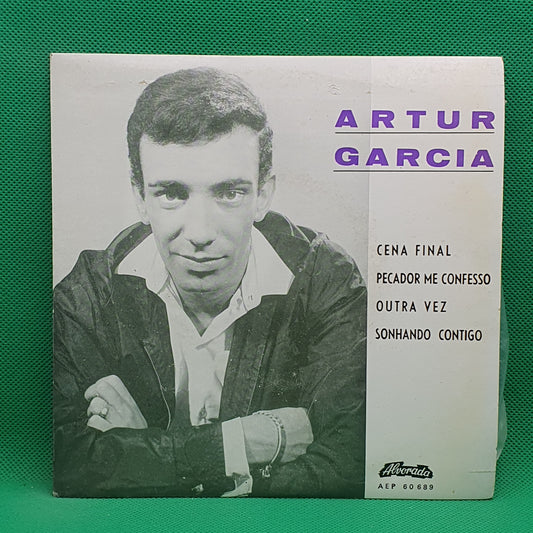 ARTUR
GARCIA
CENA FINAL
PECADOR ME CONFESSO
OUTRA VEZ
SONHANDO CONTIGO
Alvorada
AEP 60 689